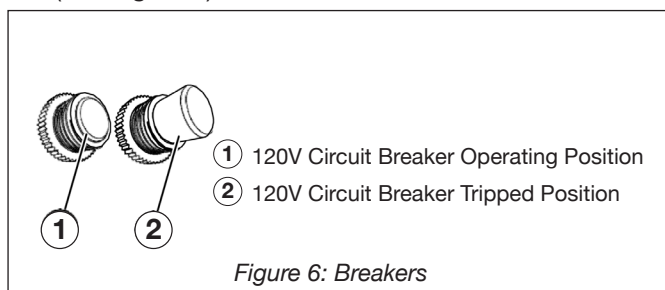 ① 120V Circuit Breaker Operating Position
② 120V Circuit Breaker Tripped Position
1 2
Figure 6: Breakers